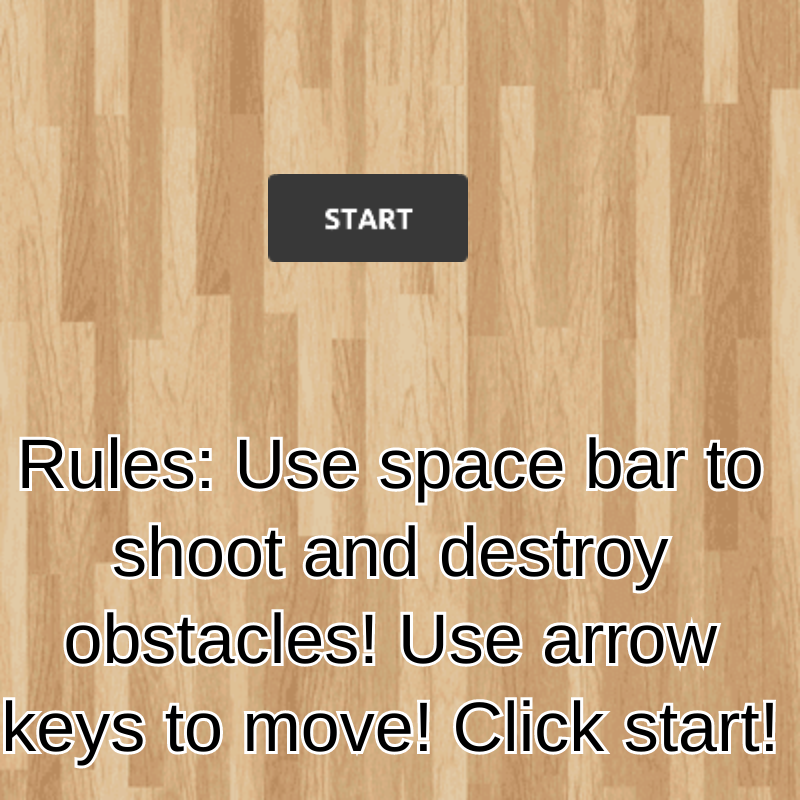 START
Rules: Use space bar to
shoot and destroy
obstacles! Use arrow
keys to move! Click start!